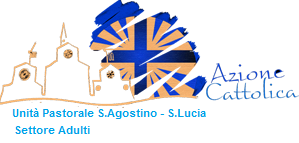 Azione
Cattolica
Unità Pastorale S.Agostino - S.Lucia
Settore Adulti